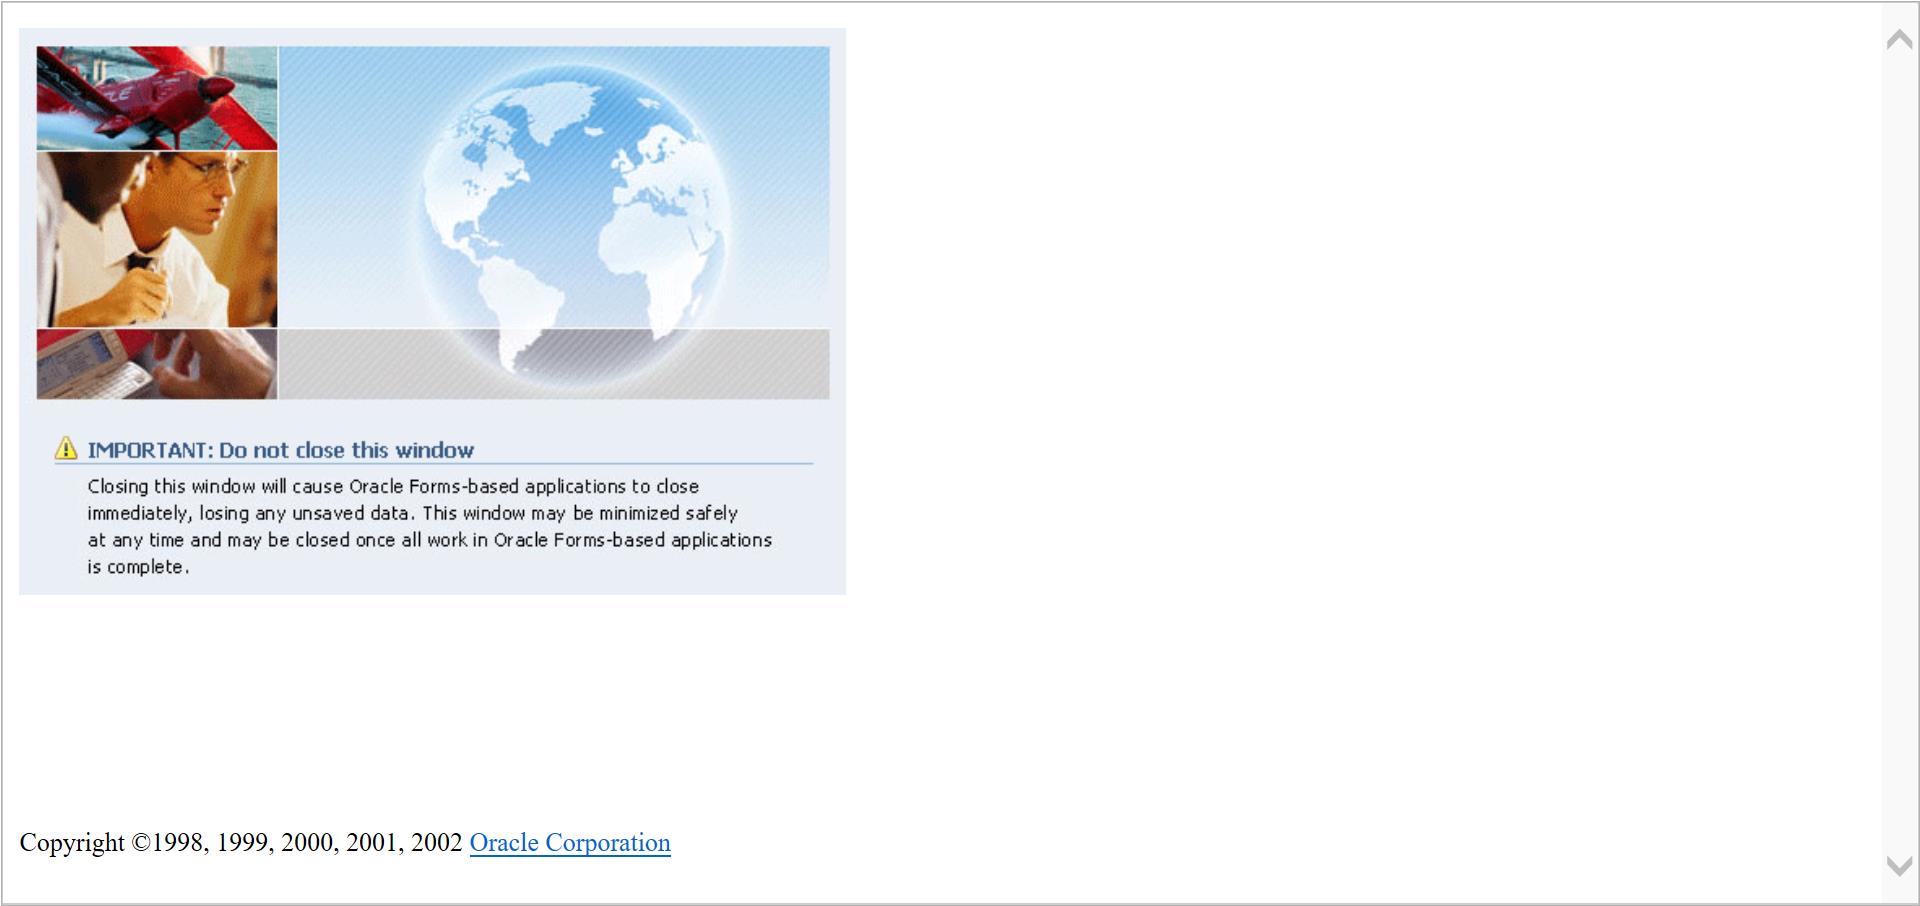 IMPORTANT: Do not close this window
Closing this window will cause Oracle Forms-based applications to close
immediately, losing any unsaved data. This window may be minimized safely
at any time and may be closed once all work in Oracle Forms-based applications
is complete.
Copyright ©1998, 1999, 2000, 2001, 2002 Oracle Corporation